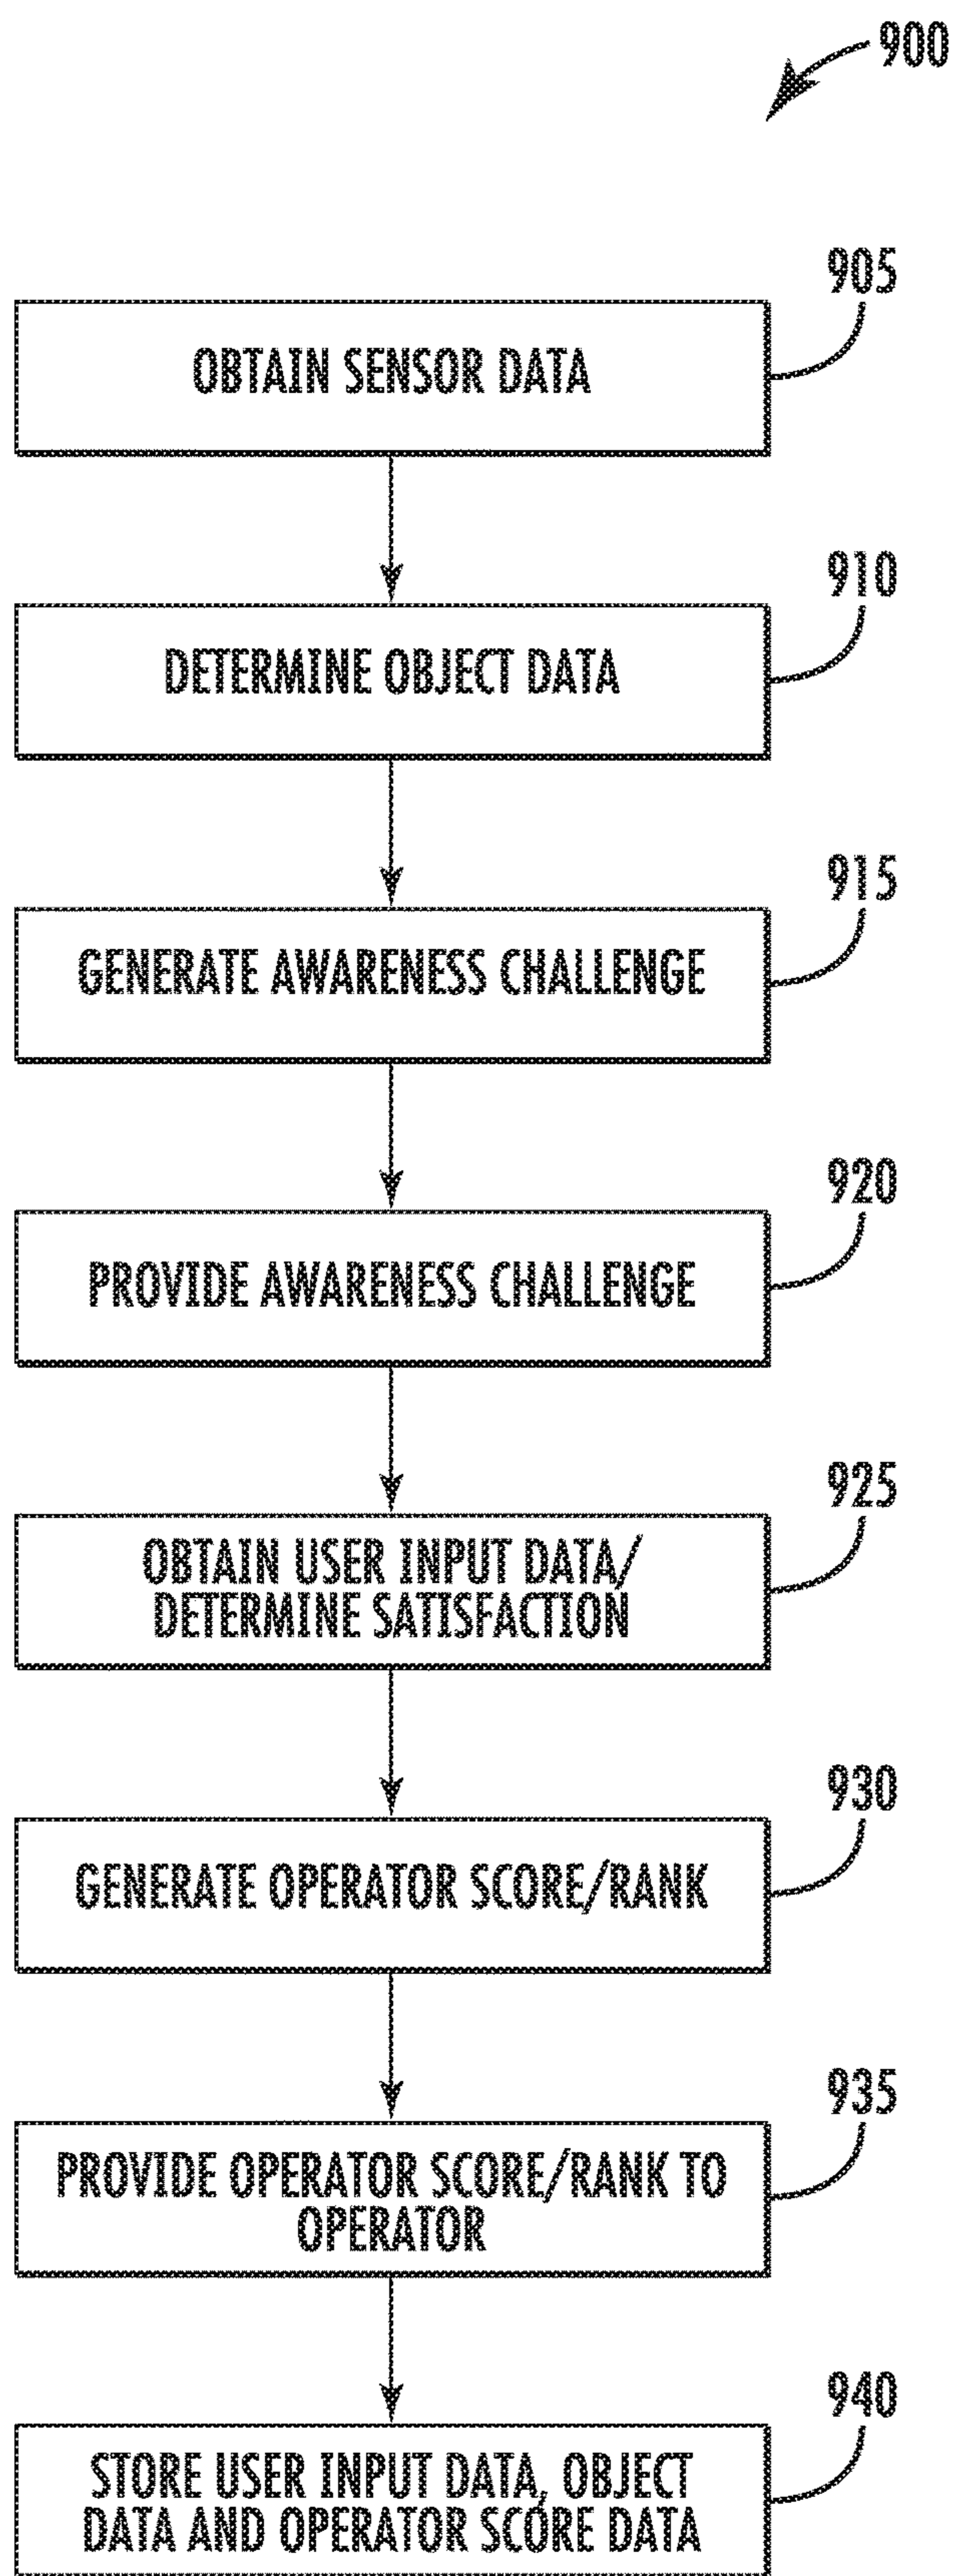 900
905
OBTAIN SENSOR DATA
910
DETERMINE OBJECT DATA
915
GENERATE AWARENESS CHALLENGE
920
PROVIDE AWARENESS CHALLENGE
925
OBTAIN USER INPUT DATA/
DETERMINE SATISFACTION
930
GENERATE OPERATOR SCORE/RANK
935
PROVIDE OPERATOR SCORE/RANK TO
OPERATOR
940
STORE USER INPUT DATA, OBJECT
DATA AND OPERATOR SCORE DATA